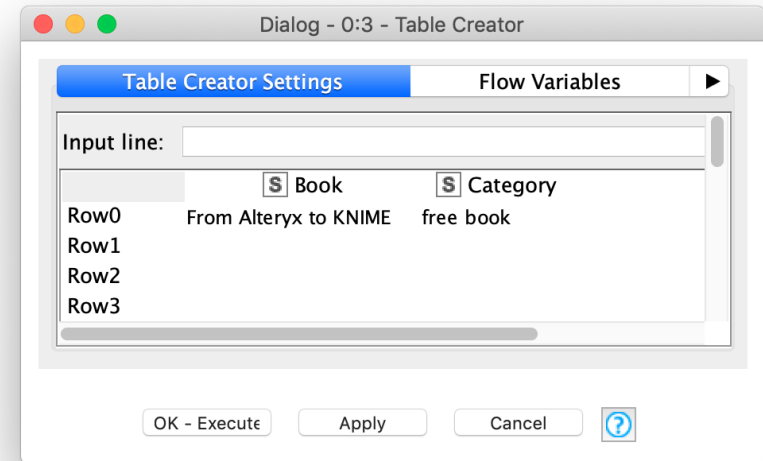 Dialog - 0:3 - Table Creator
Table Creator Settings Flow Variables
Input line:
S Book S Category
Row0 From Alteryx to KNIME free book
Row1
Row2
Row3
OK - Execute Apply Cancel ?